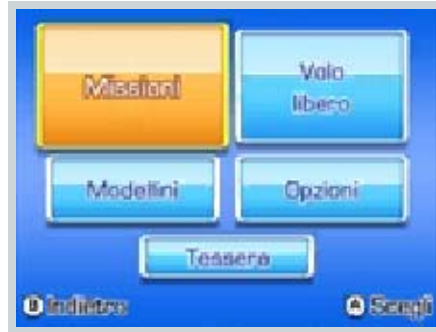 Missioni
Volo
libero
Modellini
Opzioni
Tessera
B Indietro
A Scegli